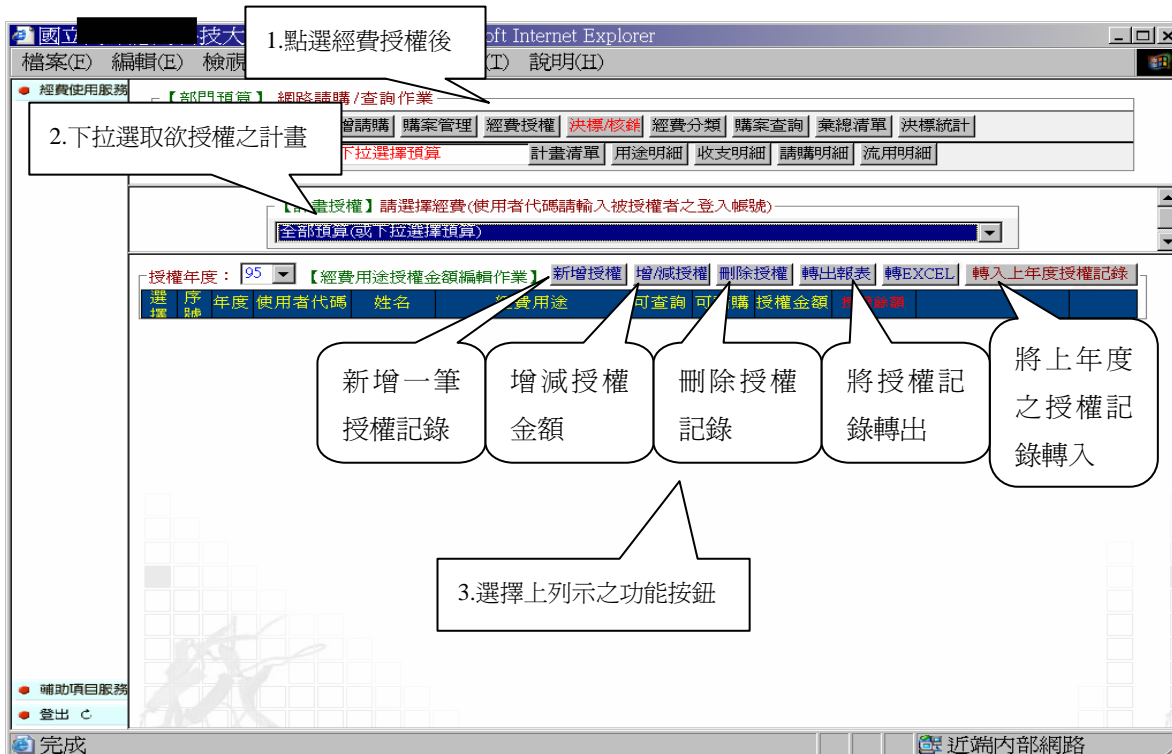 國立 技大 oft Internet Explorer
1.點選經費授權後
檔案(F) 編輯(E) 檢視 (T) 說明(H)
經費使用服務
【部門預算】 網路請購/查詢作業
2.下拉選取欲授權之計畫
增請購 購案管理 經費授權 決標/核銷 經費分類 購案查詢 彙總清單 決標統計
下拉選擇預算 計畫清單 用途明細 收支明細 請購明細 流用明細
畫授權】請選擇經費(使用者代碼請輸入被授權者之登入帳號)
全部預算(或下拉選擇預算)
授權年度: 95 【經費用途授權金額編輯作業】 新增授權 增/減授權 刪除授權 轉出報表 轉EXCEL 轉入上年度授權記錄
選擇 序號 年度 使用者代碼 姓名 經費用途 可查詢 可 購 授權金額
新增一筆
授權記錄
增減授權
金額
刪除授權
記錄
將授權記
錄轉出
將上年度
之授權記
錄轉入
3.選擇上列示之功能按鈕
輔助項目服務
登出
完成 近端內部網路